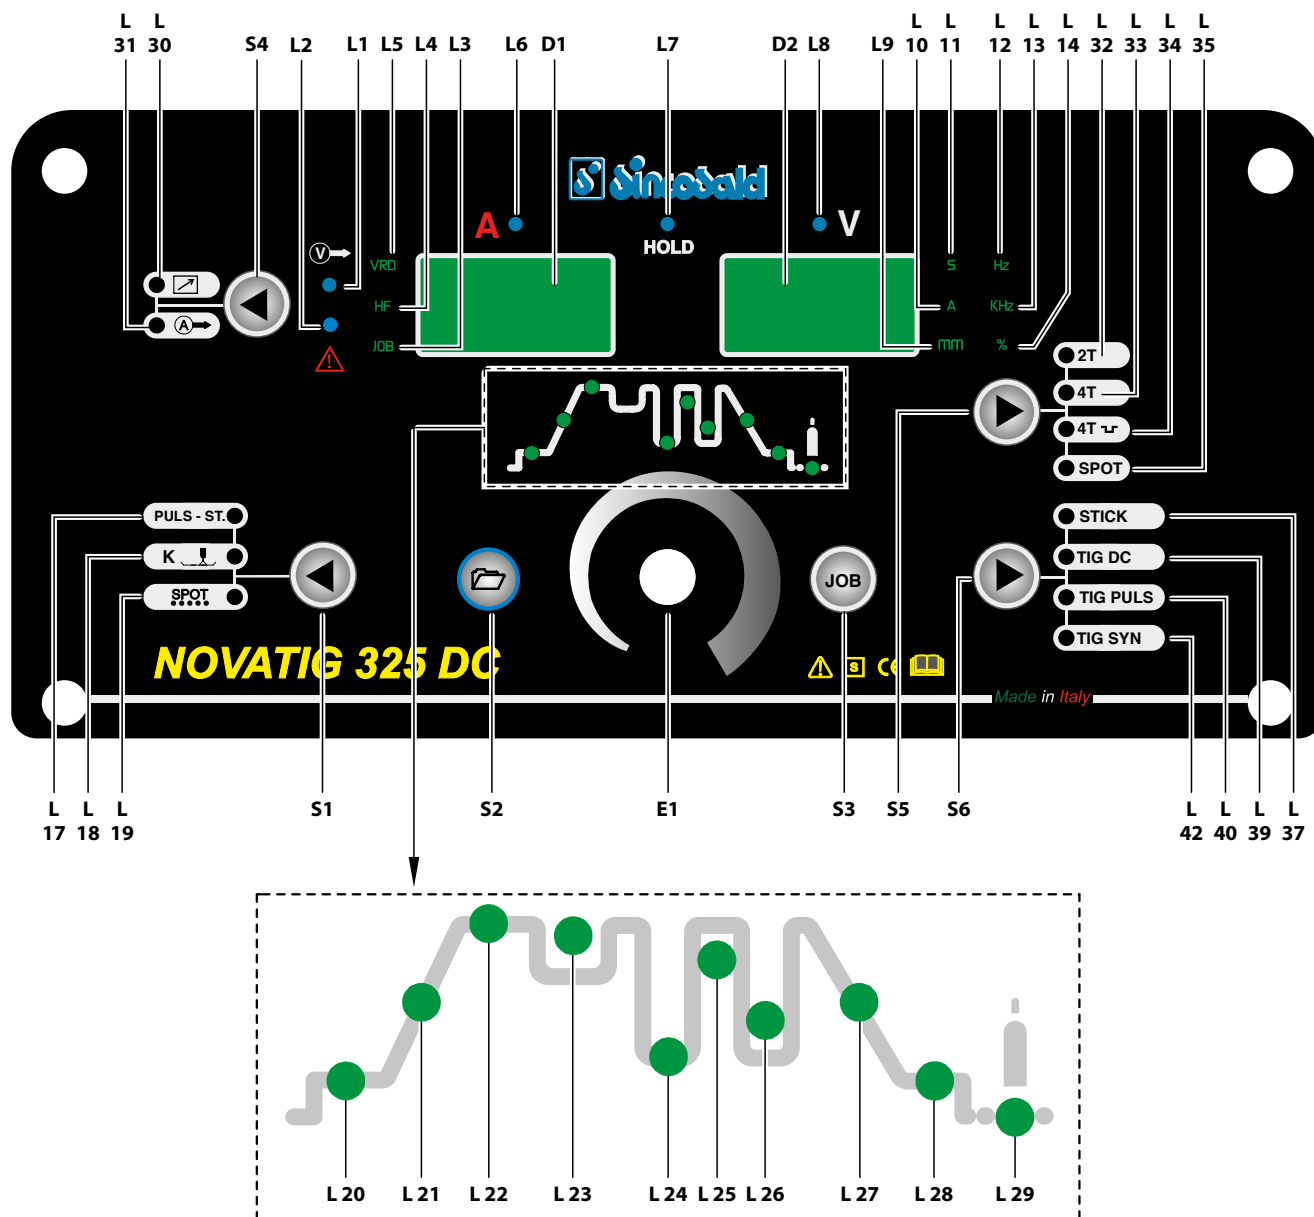 L 31
L 30
S4
L2
L1
L5
L4
L3
L6
D1
L7
D2
L8
L9
L 10
L 11
L 12
L 13
L 14
L 32
L 33
L 34
L 35
S Sincosald
A
HOLD
V
V
VRD
HF
JOB
A
S
Hz
A
KHz
mm
%
2T
4T
4T
SPOT
PULS - ST.
K
SPOT
JOB
STICK
TIG DC
TIG PULS
TIG SYN
NOVATIG 325 DC
S
CE
Made in Italy
L 17
L 18
L 19
S1
S2
E1
S3
S5
S6
L 42
L 40
L 39
L 37
L 20
L 21
L 22
L 23
L 24
L 25
L 26
L 27
L 28
L 29